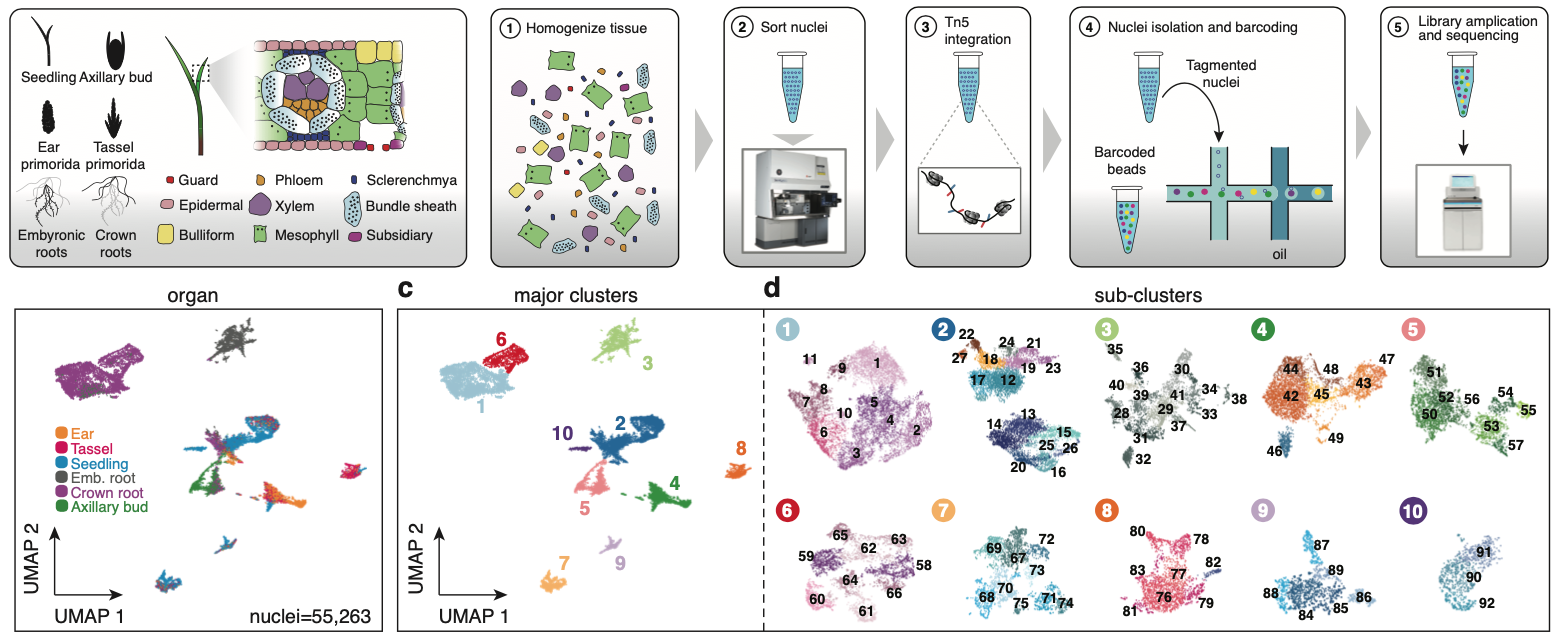 Seedling Axillary bud
Ear primorida
Tassel primorida
Embyronic roots
Crown roots
Guard
Phloem
Sclerenchmya
Epidermal
Xylem
Bundle sheath
Bulliform
Mesophyll
Subsidiary
1 Homogenize tissue
2 Sort nuclei
3 Tn5
integration
4 Nuclei isolation and barcoding
Tagmented
nuclei
Barcoded
beads
oil
5 Library amplication
and sequencing
organ
Ear
Tassel
Seedling
Emb. root
Crown root
Axillary bud
UMAP 2
UMAP 1
nuclei=55,263
c
major clusters
6
3
1
2
10
8
4
5
9
7
UMAP 2
UMAP 1
d
sub-clusters
1
11
1
9
8
7
5
10
4
2
6
3
2
22
24
21
27
18
19
23
17
12
13
14
15
25
26
20
16
3
35
36
30
40
39
41
34
38
28
29
33
37
31
32
4
44
48
47
43
42
45
49
46
5
51
52
56
54
55
50
53
57
6
65
62
63
59
58
64
66
60
61
7
69
67
72
73
70
68
75
71
74
8
80
78
83
77
82
76
79
81
9
87
89
88
86
85
84
10
91
90
92